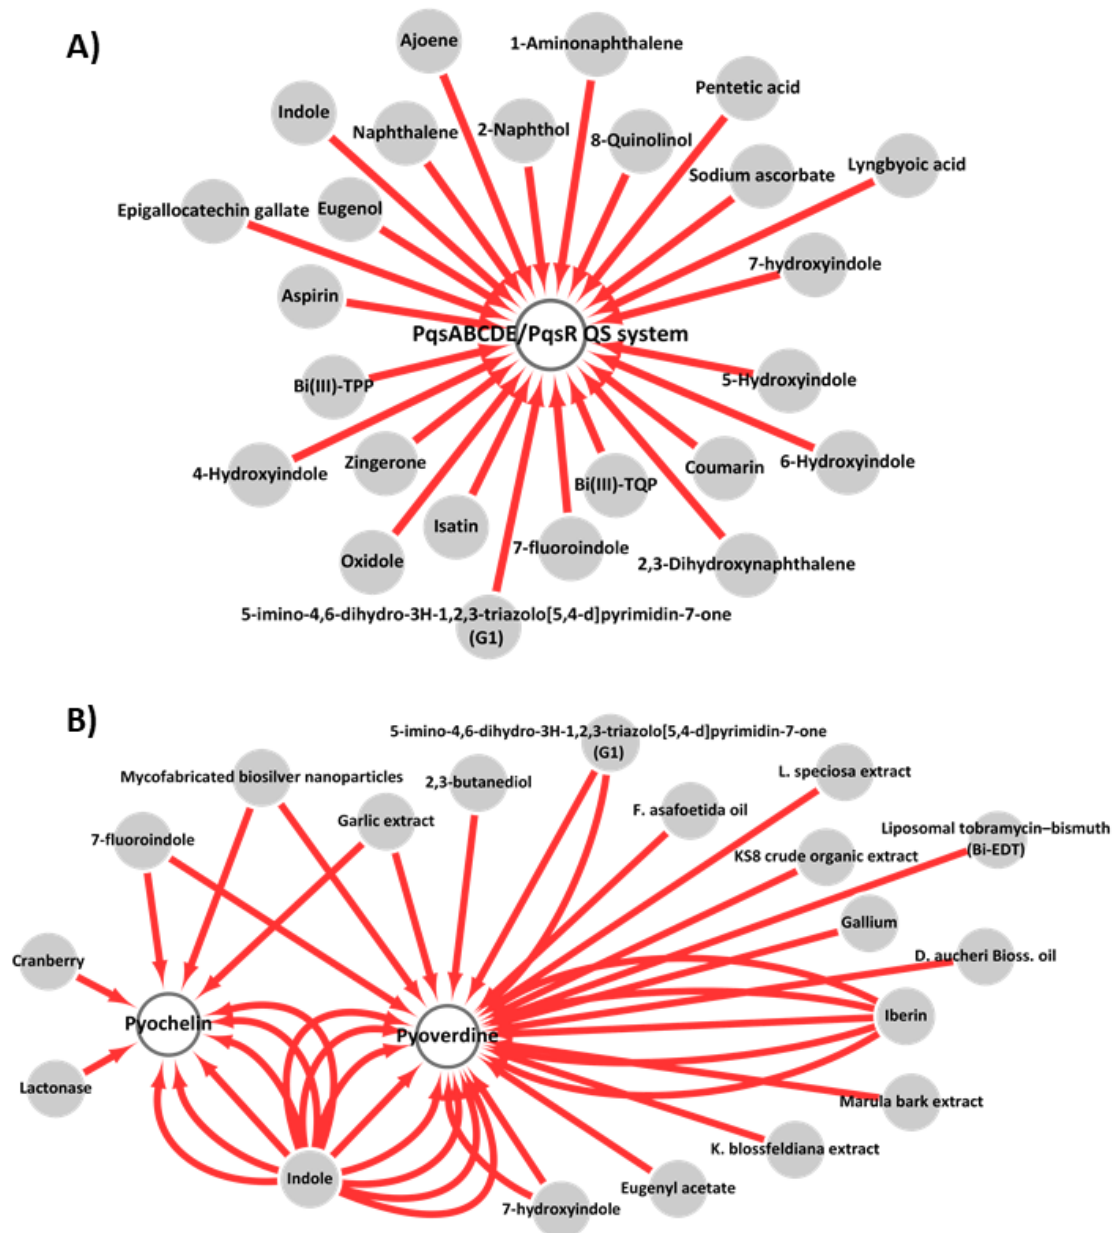 A)
Ajoene
1-Aminonaphthalene
Pentetic acid
Indole
Naphthalene
2-Naphthol
8-Quinolinol
Sodium ascorbate
Lyngbyoic acid
Epigallocatechin gallate
Eugenol
7-hydroxyindole
Aspirin
PqsABCDE/PqsR QS system
Bi(III)-TPP
5-Hydroxyindole
4-Hydroxyindole
Zingerone
Bi(III)-TQP
Coumarin
6-Hydroxyindole
Isatin
Oxidole
7-fluoroindole
2,3-Dihydroxynaphthalene
5-imino-4,6-dihydro-3H-1,2,3-triazolo[5,4-d]pyrimidin-7-one
(G1)
B)
5-imino-4,6-dihydro-3H-1,2,3-triazolo[5,4-d]pyrimidin-7-one
(G1)
Mycofabricated biosilver nanoparticles
2,3-butanediol
L. speciosa extract
7-fluoroindole
Garlic extract
F. asafoetida oil
KS8 crude organic extract
Liposomal tobramycin–bismuth
(Bi-EDT)
Gallium
Cranberry
D. aucheri Bioss. oil
Pyochelin
Pyoverdine
Iberin
Lactonase
Marula bark extract
K. blossfeldiana extract
Indole
Eugenyl acetate
7-hydroxyindole